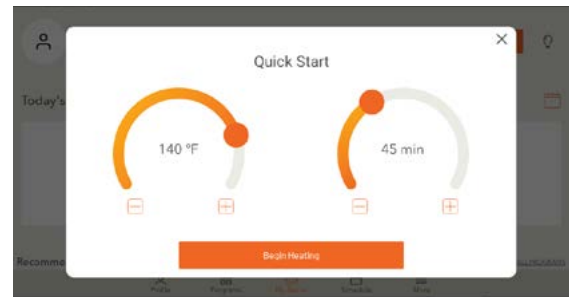 Quick Start
Today's
140 °F
45 min
Begin Heating
Recomme
Profile
Programs
Schedule